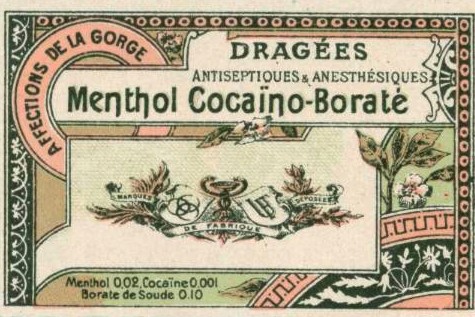 AFFECTIONS DE LA GORGE
DRAGÉES
ANTISEPTIQUES & ANESTHÉSIQUES
Menthol Cocaïno-Boraté
MARQUES DÉPOSÉES
DE FABRIQUE
Menthol 0,02, Cocaïne 0,001
Borate de Soude 0.10